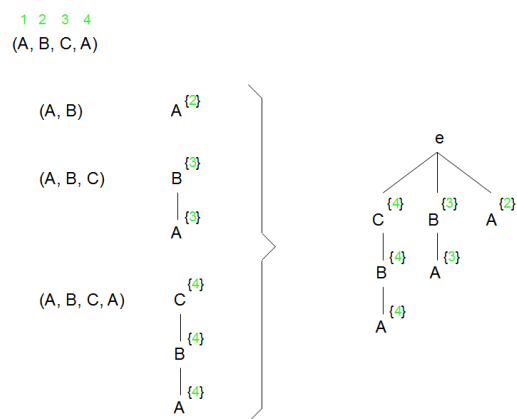 1 2 3 4
(A, B, C, A)
(A, B) A{2}
(A, B, C) B{3}
A{3}
(A, B, C, A) C{4}
B{4}
A{4}
e
C{4} B{3} A{2}
B{4} A{3}
A{4}